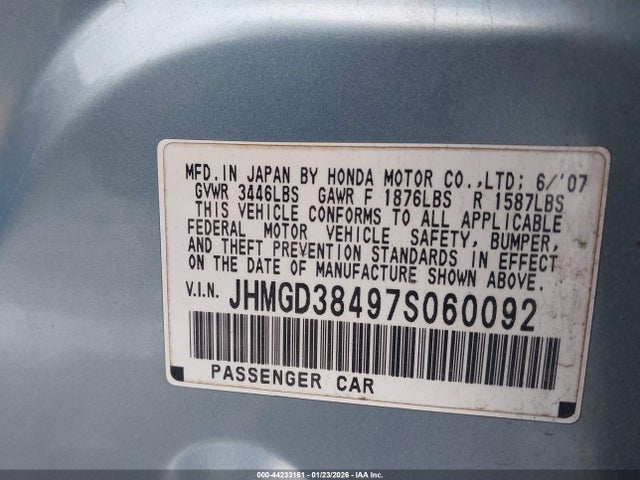 MFD. IN JAPAN BY HONDA MOTOR CO.,LTD; 6/'07
GVWR 3446LBS GAWR F 1876LBS R 1587LBS
THIS VEHICLE CONFORMS TO ALL APPLICABLE
FEDERAL MOTOR VEHICLE SAFETY, BUMPER,
AND THEFT PREVENTION STANDARDS IN EFFECT
ON THE DATE OF MANUFACTURE SHOWN ABOVE.
V.I.N. JHMGD38497S060092
PASSENGER CAR
000-44233161 - 01/23/2026 - IAA Inc.